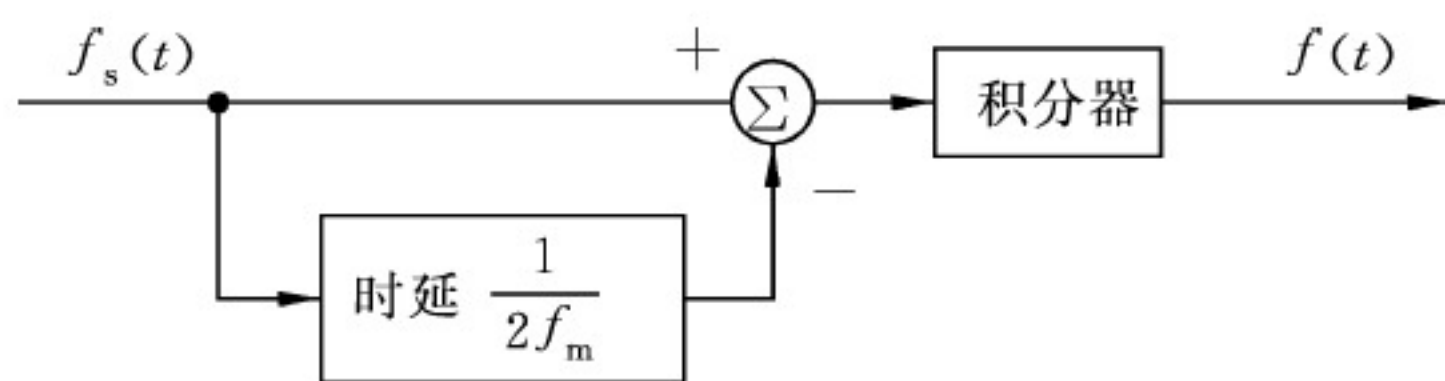 f_s(t)
+
Σ
积分器
f(t)
−
时延 1/2f_m